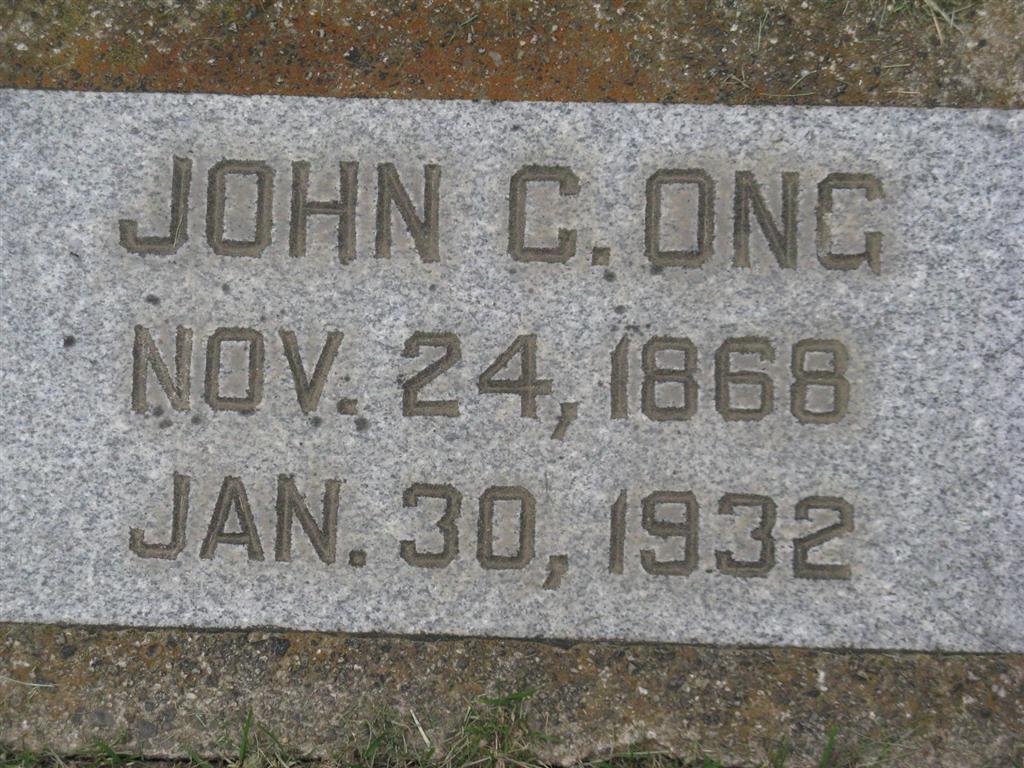 JOHN C. ONG
NOV. 24, 1868
JAN. 30, 1932